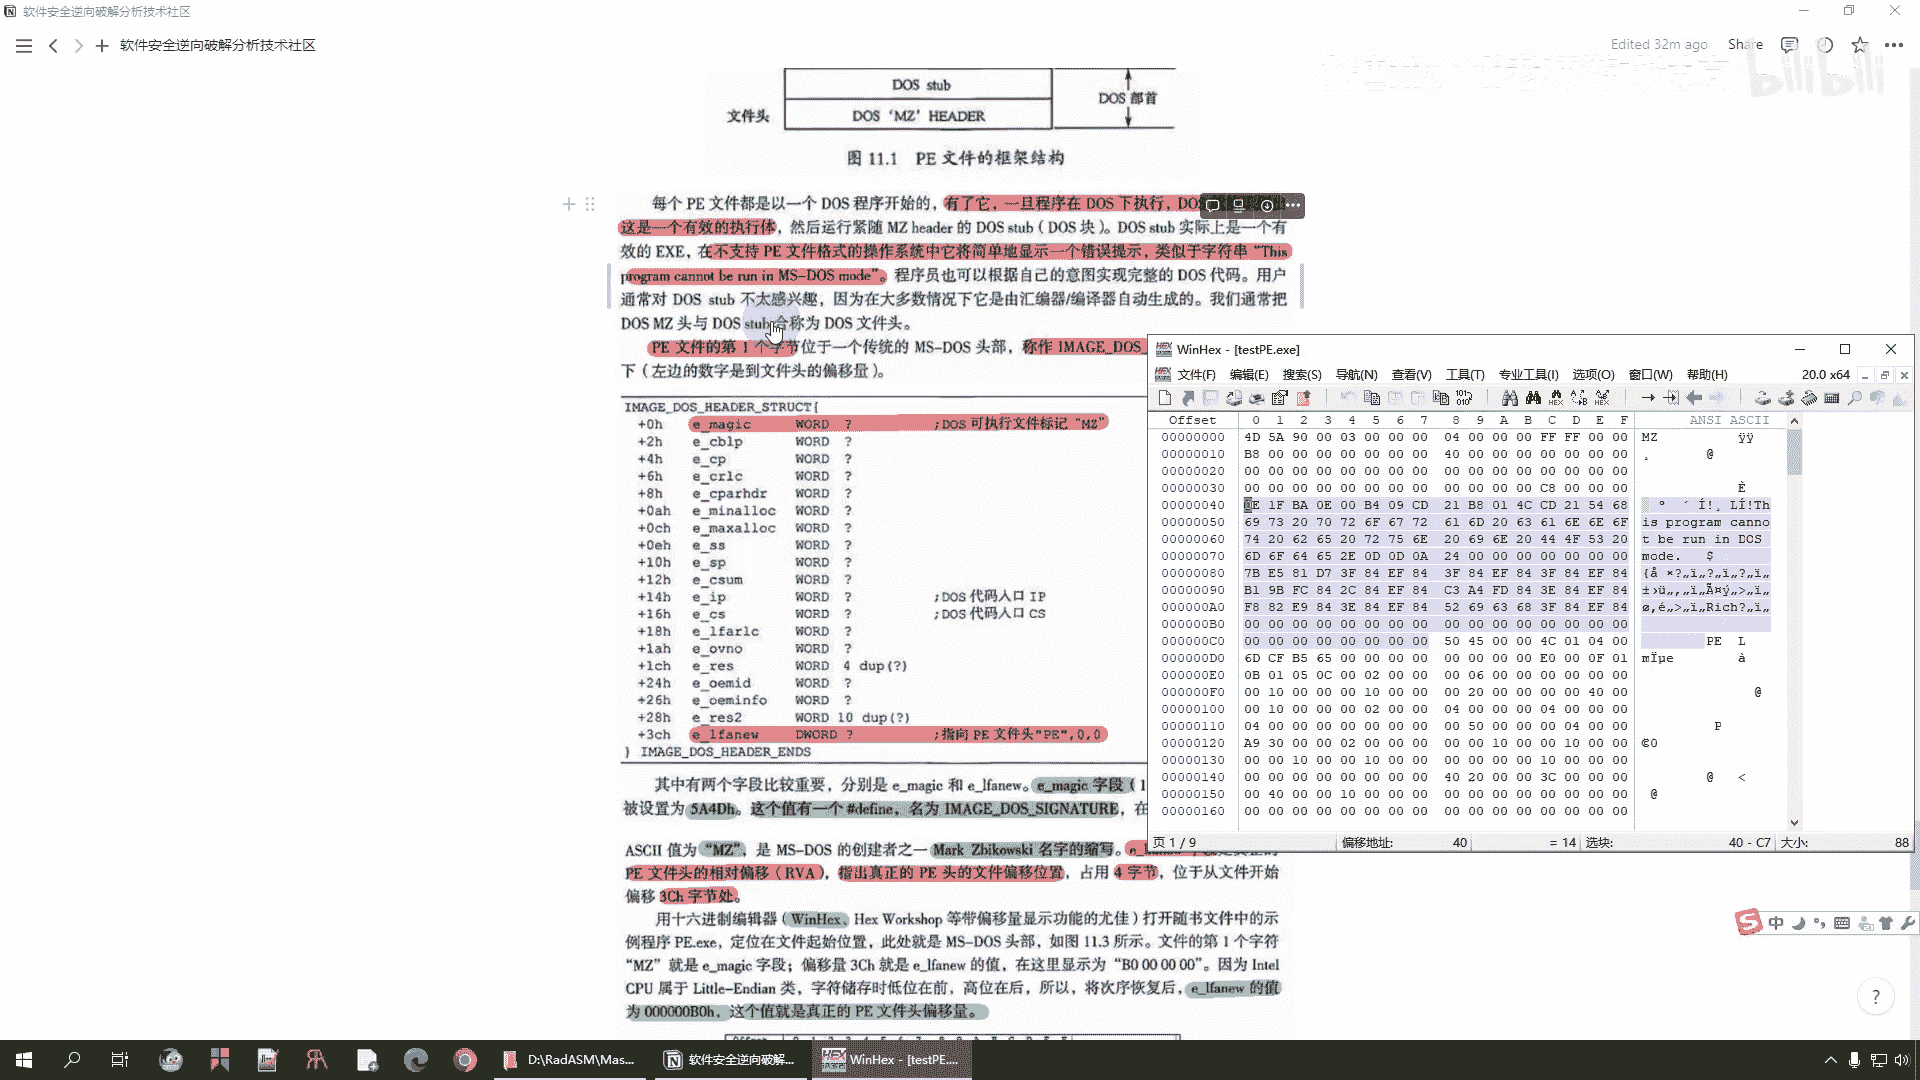 软件安全逆向破解分析技术社区
软件安全逆向破解分析技术社区
Edited 32m ago Share
bilibili
DOS stub
文件头
DOS ‘MZ’ HEADER
DOS 部首
图 11.1 PE 文件的框架结构
每个 PE 文件都是以一个 DOS 程序开始的，有了它，一旦程序在 DOS 下执行，
这是一个有效的执行体，然后运行紧随 MZ header 的 DOS stub（DOS 块）。DOS stub 实际上是一个有
效的 EXE，在不支持 PE 文件格式的操作系统中它将简单地显示一个错误提示，类似于字符串 “This
program cannot be run in MS-DOS mode”。程序员也可以根据自己的意图实现完整的 DOS 代码。用户
通常对 DOS stub 不太感兴趣，因为在大多数情况下它是由汇编器/编译器自动生成的。我们通常把
DOS MZ 头与 DOS stub 合称为 DOS 文件头。
PE 文件的第 1 个字节位于一个传统的 MS-DOS 头部，称作 IMAGE_DOS_
下（左边的数字是到文件头的偏移量）。
IMAGE_DOS_HEADER_STRUCT{
+0h e_magic WORD ? ;DOS 可执行文件标记 “MZ”
+2h e_cblp WORD ?
+4h e_cp WORD ?
+6h e_crlc WORD ?
+8h e_cparhdr WORD ?
+0ah e_minalloc WORD ?
+0ch e_maxalloc WORD ?
+0eh e_ss WORD ?
+10h e_sp WORD ?
+12h e_csum WORD ?
+14h e_ip WORD ? ;DOS 代码入口 IP
+16h e_cs WORD ? ;DOS 代码入口 CS
+18h e_lfarlc WORD ?
+1ah e_ovno WORD ?
+1ch e_res WORD 4 dup(?)
+24h e_oemid WORD ?
+26h e_oeminfo WORD ?
+28h e_res2 WORD 10 dup(?)
+3ch e_lfanew DWORD ? ;指向 PE 文件头"PE",0,0
} IMAGE_DOS_HEADER_ENDS
其中有两个字段比较重要，分别是 e_magic 和 e_lfanew。e_magic 字段（1
被设置为 5A4Dh。这个值有一个 #define，名为 IMAGE_DOS_SIGNATURE，在
ASCII 值为 “MZ”，是 MS-DOS 的创建者之一 Mark Zbikowski 名字的缩写。
PE 文件头的相对偏移（RVA），指出真正的 PE 头的文件偏移位置，占用 4 字节，位于从文件开始
偏移 3Ch 字节处。
用十六进制编辑器（WinHex、Hex Workshop 等带偏移量显示功能的尤佳）打开随书文件中的示
例程序 PE.exe，定位在文件起始位置，此处就是 MS-DOS 头部，如图 11.3 所示。文件的第 1 个字符
“MZ” 就是 e_magic 字段；偏移量 3Ch 就是 e_lfanew 的值，在这里显示为 “B0 00 00 00”。因为 Intel
CPU 属于 Little-Endian 类，字符储存时低位在前，高位在后，所以，将次序恢复后，e_lfanew 的值
为 000000B0h，这个值就是真正的 PE 文件头偏移量。
WinHex - [testPE.exe]
文件(F) 编辑(E) 搜索(S) 导航(N) 查看(V) 工具(T) 专业工具(I) 选项(O) 窗口(W) 帮助(H) 20.0 x64
Offset 0 1 2 3 4 5 6 7 8 9 A B C D E F ANSI ASCII
00000000 4D 5A 90 00 03 00 00 00 04 00 00 00 FF FF 00 00 MZ ÿÿ
00000010 B8 00 00 00 00 00 00 00 40 00 00 00 00 00 00 00 ¸ @
00000020 00 00 00 00 00 00 00 00 00 00 00 00 00 00 00 00
00000030 00 00 00 00 00 00 00 00 00 00 00 00 C8 00 00 00 È
00000040 0E 1F BA 0E 00 B4 09 CD 21 B8 01 4C CD 21 54 68 º ´ Í!¸ LÍ!Th
00000050 69 73 20 70 72 6F 67 72 61 6D 20 63 61 6E 6E 6F is program canno
00000060 74 20 62 65 20 72 75 6E 20 69 6E 20 44 4F 53 20 t be run in DOS
00000070 6D 6F 64 65 2E 0D 0D 0A 24 00 00 00 00 00 00 00 mode. $
00000080 7B E5 81 D7 3F 84 EF 84 3F 84 EF 84 3F 84 EF 84 {å ×?„ï„?„ï„?„ï„
00000090 B1 9B FC 84 2C 84 EF 84 C3 A4 FD 84 3E 84 EF 84 ±›ü„,„ï„Ã¤ý„>„ï„
000000A0 F8 82 E9 84 3E 84 EF 84 52 69 63 68 3F 84 EF 84 ø‚é„>„ï„Rich?„ï„
000000B0 00 00 00 00 00 00 00 00 00 00 00 00 00 00 00 00
000000C0 00 00 00 00 00 00 00 00 50 45 00 00 4C 01 04 00 PE L
000000D0 6D CF B5 65 00 00 00 00 00 00 00 00 E0 00 0F 01 mÏµe à
000000E0 0B 01 05 0C 00 02 00 00 00 06 00 00 00 00 00 00
000000F0 00 10 00 00 00 10 00 00 00 20 00 00 00 00 40 00 @
00000100 00 10 00 00 00 02 00 00 04 00 00 00 04 00 00 00
00000110 04 00 00 00 00 00 00 00 00 50 00 00 00 04 00 00 P
00000120 A9 30 00 00 02 00 00 00 00 00 10 00 00 10 00 00 ©0
00000130 00 00 10 00 00 10 00 00 00 00 00 00 10 00 00 00
00000140 00 00 00 00 00 00 00 00 40 20 00 00 3C 00 00 00 @ <
00000150 00 40 00 00 00 10 00 00 00 00 00 00 00 00 00 00 @
00000160 00 00 00 00 00 00 00 00 00 00 00 00 00 00 00 00
页 1 / 9 偏移地址: 40 = 14 选块: 40 - C7 大小: 88
中
?
D:\RadASM\Mas... 软件安全逆向破解... WinHex - [testPE....